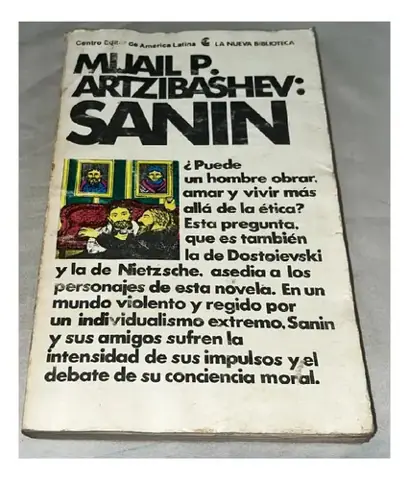 Centro Editor de América Latina LA NUEVA BIBLIOTECA
MIJAIL P.
ARTZIBASHEV:
SANIN
¿Puede
un hombre obrar,
amar y vivir más
allá de la ética?
Esta pregunta,
que es también
la de Dostoievski
y la de Nietzsche, asedia a los
personajes de esta novela. En un
mundo violento y regido por
un individualismo extremo, Sanin
y sus amigos sufren la
intensidad de sus impulsos y el
debate de su conciencia moral.